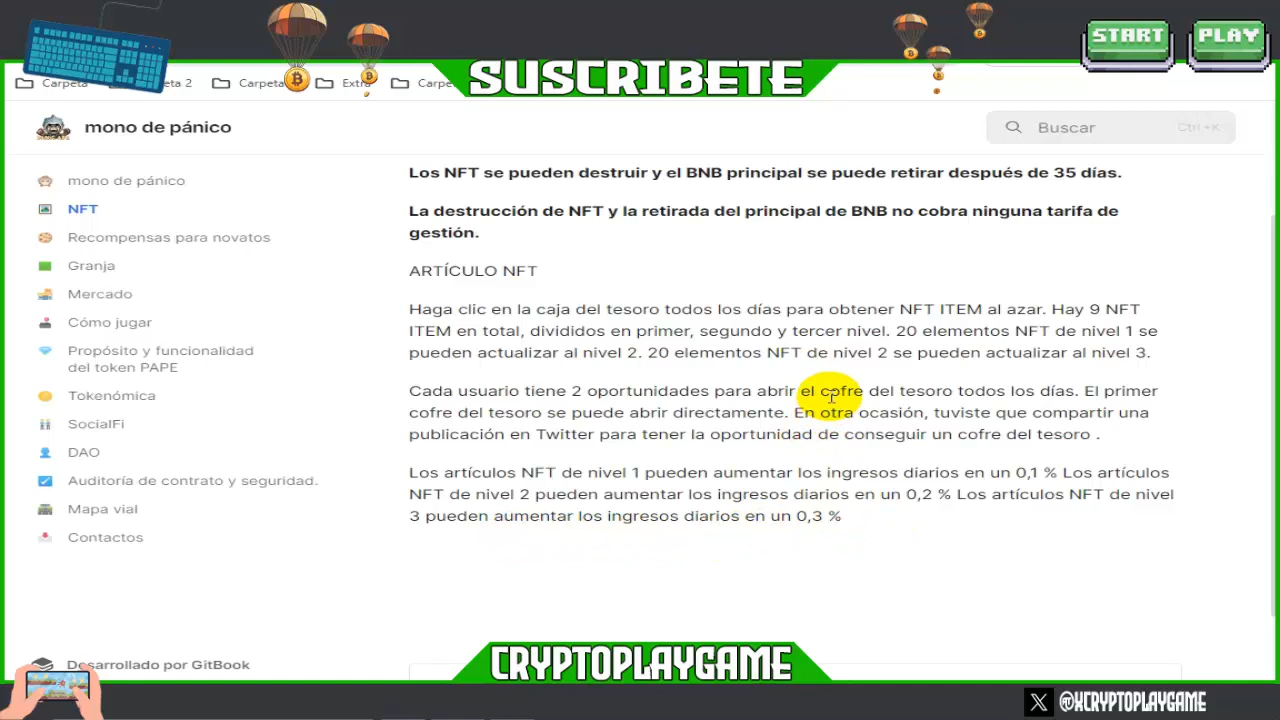 START
PLAY
SUSCRIBETE
Carpeta
ta 2
Carpeta
Extra
Carpe
mono de pánico
Buscar
Ctrl +K
mono de pánico
NFT
Recompensas para novatos
Granja
Mercado
Cómo jugar
Propósito y funcionalidad
del token PAPE
Tokenómica
SocialFi
DAO
Auditoría de contrato y seguridad.
Mapa vial
Contactos
Desarrollado por GitBook
Los NFT se pueden destruir y el BNB principal se puede retirar después de 35 días.
La destrucción de NFT y la retirada del principal de BNB no cobra ninguna tarifa de
gestión.
ARTÍCULO NFT
Haga clic en la caja del tesoro todos los días para obtener NFT ITEM al azar. Hay 9 NFT
ITEM en total, divididos en primer, segundo y tercer nivel. 20 elementos NFT de nivel 1 se
pueden actualizar al nivel 2. 20 elementos NFT de nivel 2 se pueden actualizar al nivel 3.
Cada usuario tiene 2 oportunidades para abrir el cofre del tesoro todos los días. El primer
cofre del tesoro se puede abrir directamente. En otra ocasión, tuviste que compartir una
publicación en Twitter para tener la oportunidad de conseguir un cofre del tesoro .
Los artículos NFT de nivel 1 pueden aumentar los ingresos diarios en un 0,1 % Los artículos
NFT de nivel 2 pueden aumentar los ingresos diarios en un 0,2 % Los artículos NFT de nivel
3 pueden aumentar los ingresos diarios en un 0,3 %
CRYPTOPLAYGAME
X @XCRYPTOPLAYGAME